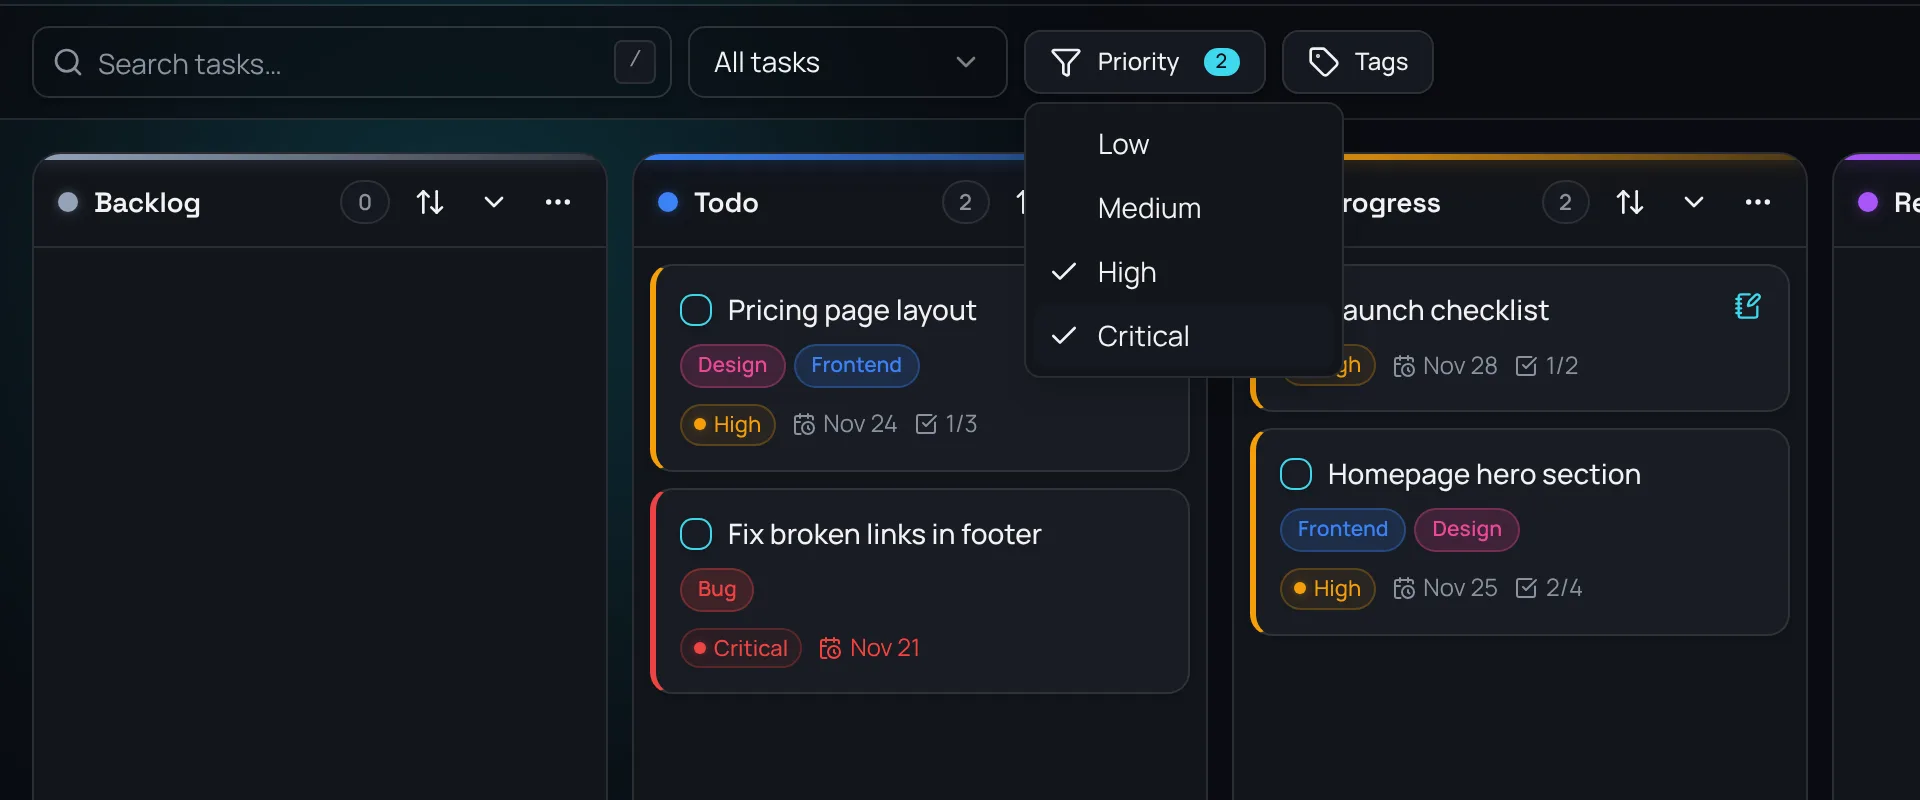 Search tasks...
/
All tasks
Priority 2
Tags
Low
Medium
High
Critical
Backlog 0
Todo 2
Pricing page layout
Design Frontend
High Nov 24 1/3
Fix broken links in footer
Bug
Critical Nov 21
rogress 2
aunch checklist
gh Nov 28 1/2
Homepage hero section
Frontend Design
High Nov 25 2/4
Re